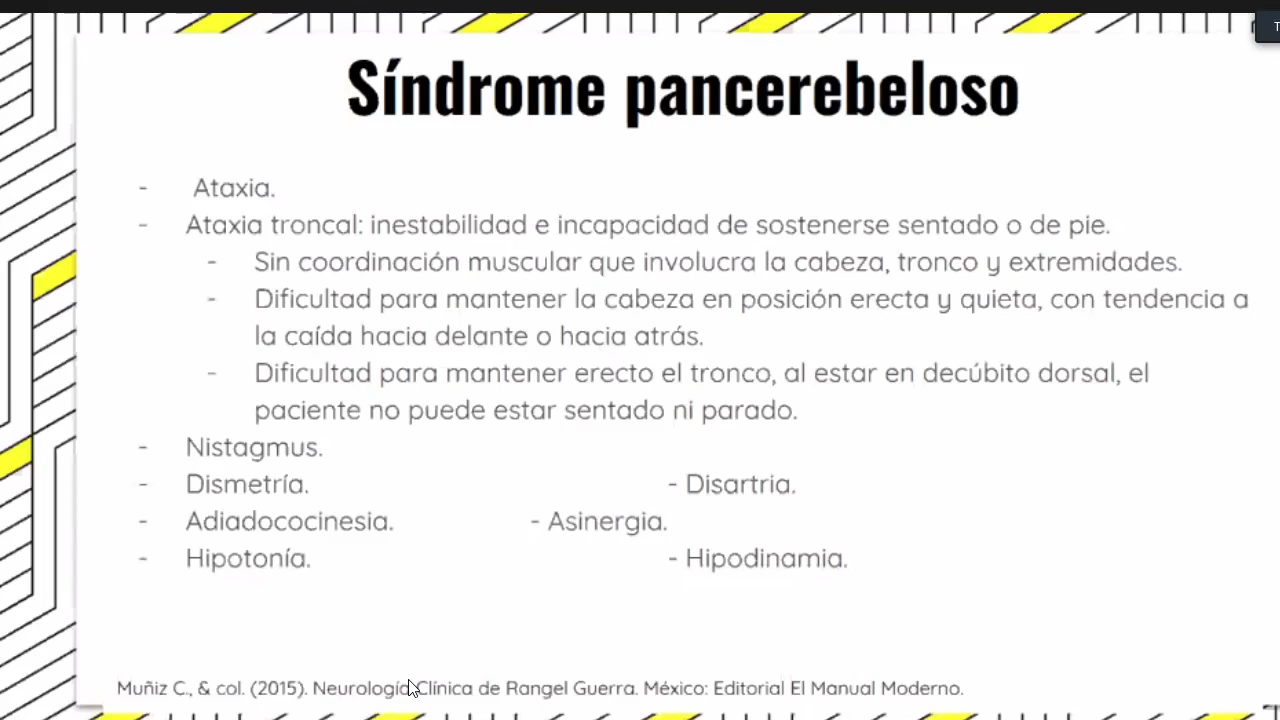 Síndrome pancerebeloso
- Ataxia.
- Ataxia troncal: inestabilidad e incapacidad de sostenerse sentado o de pie.
- Sin coordinación muscular que involucra la cabeza, tronco y extremidades.
- Dificultad para mantener la cabeza en posición erecta y quieta, con tendencia a
la caída hacia delante o hacia atrás.
- Dificultad para mantener erecto el tronco, al estar en decúbito dorsal, el
paciente no puede estar sentado ni parado.
- Nistagmus.
- Dismetría. - Disartria.
- Adiadococinesia. - Asinergia.
- Hipotonía. - Hipodinamia.
Muñiz C., & col. (2015). Neurología Clínica de Rangel Guerra. México: Editorial El Manual Moderno.